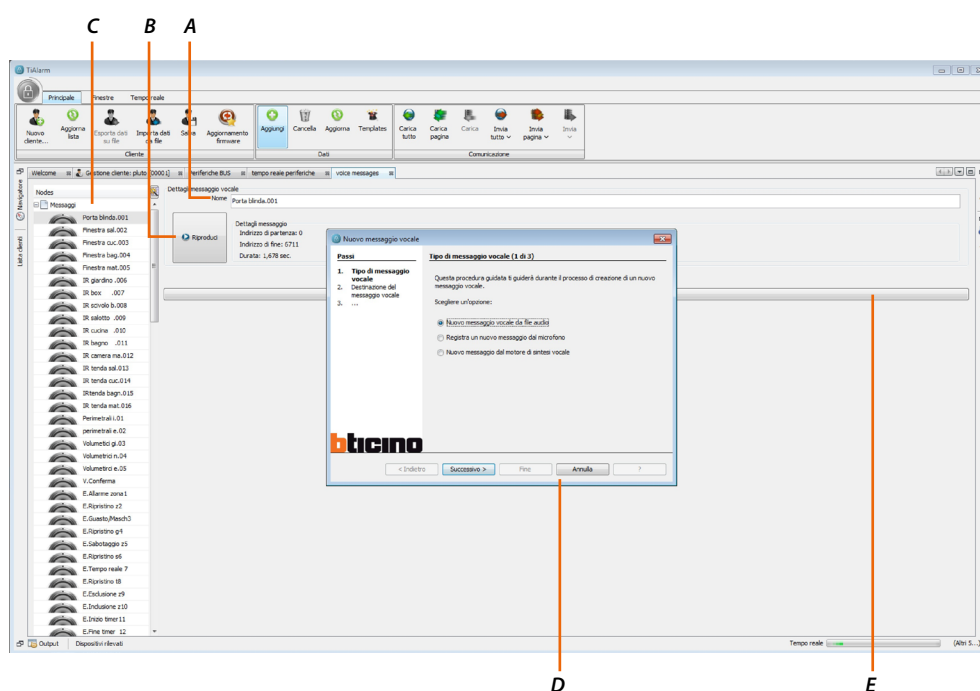 C B A
TiAlarm
Principale Finestre Tempo reale
Nuovo cliente... Aggiorna lista Esporta dati su file Importa dati da file Salva Aggiornamento firmware Aggiungi Cancella Aggiorna Templates Carica tutto Carica pagina Carica Invia tutto Invia pagina Invia
Cliente Dati Comunicazione
Welcome Gestione cliente: pluto [00001] Periferiche BUS tempo reale periferiche voice messages
Navigatore
Lista clienti
Nodes
Messaggi
Porta blinda.001
Finestra sal.002
Finestra cuc.003
Finestra bag.004
Finestra mat.005
IR giardino .006
IR box .007
IR scivolo b.008
IR salotto .009
IR cucina .010
IR bagno .011
IR camera ma.012
IR tenda sal.013
IR tenda cuc.014
IRtenda bagn.015
IR tenda mat.016
Perimetrali i.01
perimetrali e.02
Volumetrici gi.03
Volumetrici n.04
Volumetrici e.05
V.Conferma
E.Allarme zona1
E.Ripristino z2
E.Guasto/Masch3
E.Ripristino g4
E.Sabotaggio z5
E.Ripristino s6
E.Tempo reale 7
E.Ripristino t8
E.Esclusione z9
E.Inclusione z10
E.Inizio timer11
E.Fine timer 12
Dettagli messaggio vocale
Nome Porta blinda.001
Riproduci
Dettagli messaggio
Indirizzo di partenza: 0
Indirizzo di fine: 6711
Durata: 1,678 sec.
Nuovo messaggio vocale
Passi
1. Tipo di messaggio
vocale
2. Destinazione del
messaggio vocale
3. ...
Tipo di messaggio vocale (1 di 3)
Questa procedura guidata ti guiderà durante il processo di creazione di un nuovo
messaggio vocale.
Scegliere un'opzione:
Nuovo messaggio vocale da file audio
Registra un nuovo messaggio dal microfono
Nuovo messaggio dal motore di sintesi vocale
bticino
< Indietro Successivo > Fine Annulla ?
Output Dispositivi rilevati Tempo reale (Altri S...)
D E